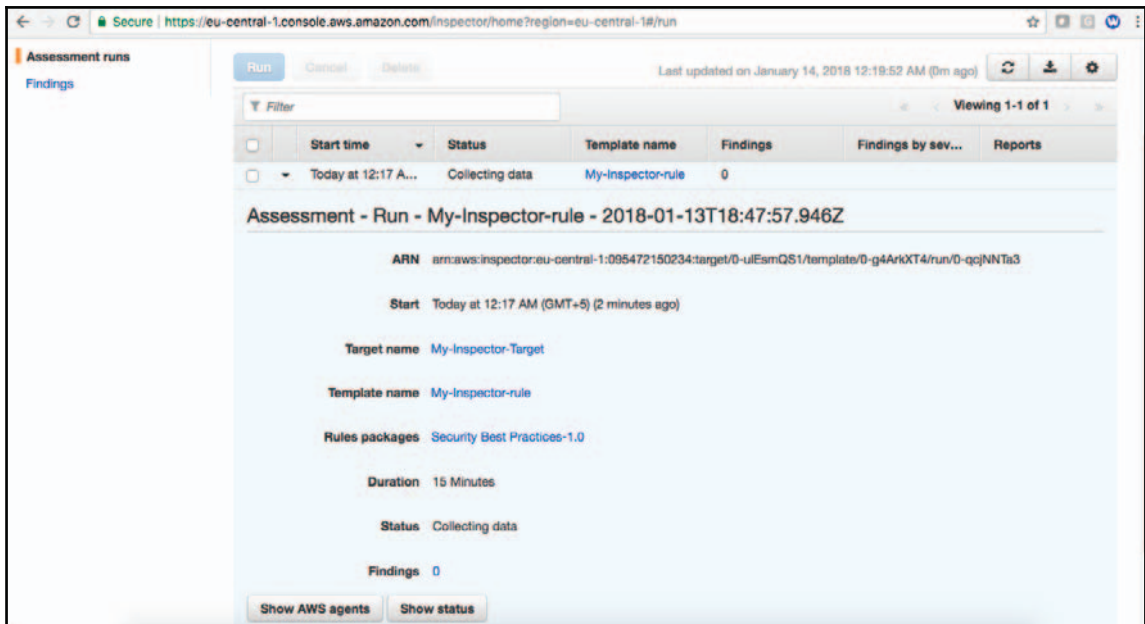 Secure | https://eu-central-1.console.aws.amazon.com/inspector/home?region=eu-central-1#/run
Assessment runs
Findings
Run Cancel Delete Last updated on January 14, 2018 12:19:52 AM (0m ago)
Filter Viewing 1-1 of 1
Start time Status Template name Findings Findings by sev... Reports
Today at 12:17 A... Collecting data My-Inspector-rule 0
Assessment - Run - My-Inspector-rule - 2018-01-13T18:47:57.946Z
ARN arn:aws:inspector:eu-central-1:095472150234:target/0-ulEsmQS1/template/0-g4ArkXT4/run/0-qcjNNTa3
Start Today at 12:17 AM (GMT+5) (2 minutes ago)
Target name My-Inspector-Target
Template name My-Inspector-rule
Rules packages Security Best Practices-1.0
Duration 15 Minutes
Status Collecting data
Findings 0
Show AWS agents Show status